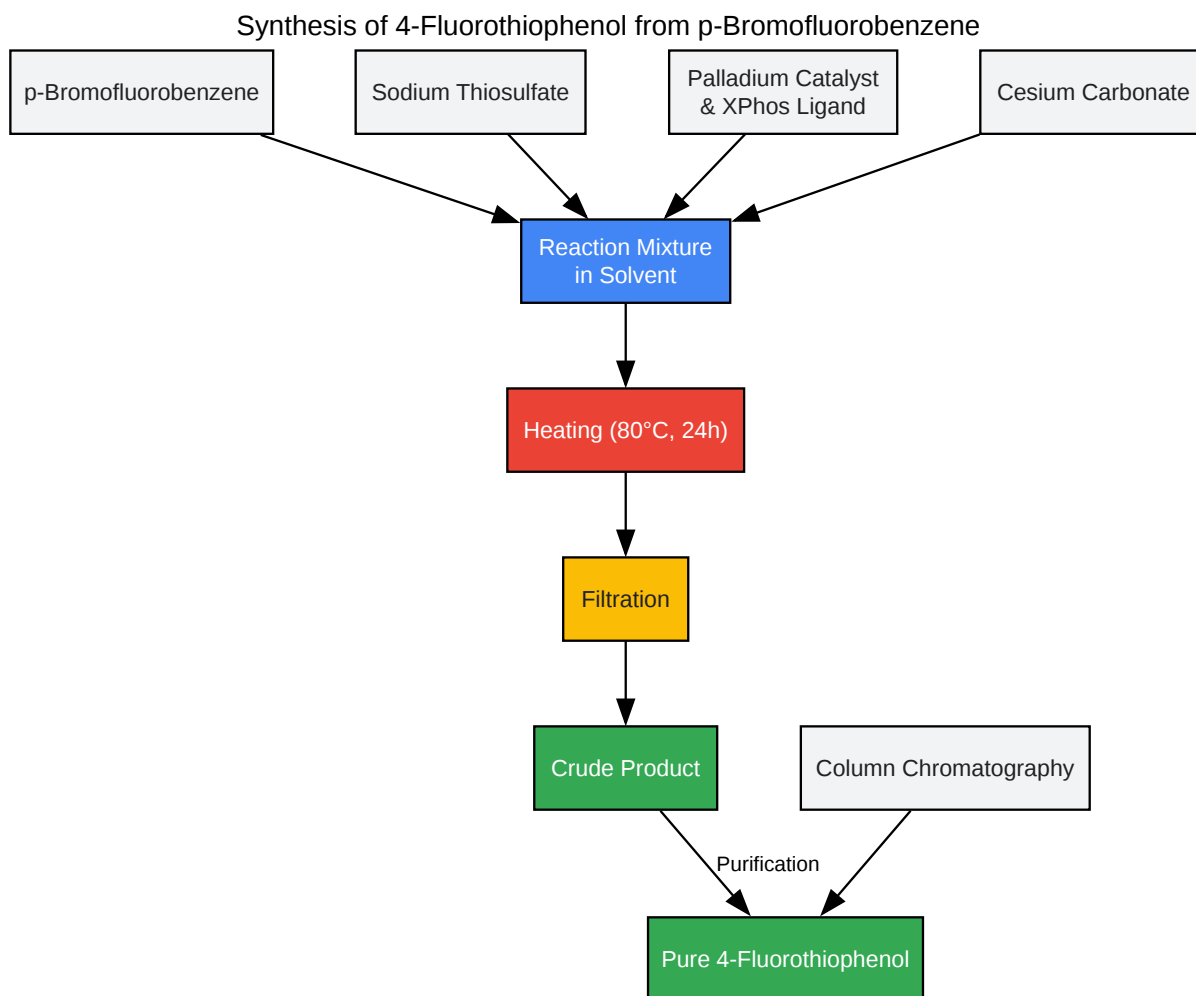 Synthesis of 4-Fluorothiophenol from p-Bromofluorobenzene
p-Bromofluorobenzene
Sodium Thiosulfate
Palladium Catalyst
& XPhos Ligand
Cesium Carbonate
Reaction Mixture
in Solvent
Heating (80°C, 24h)
Filtration
Crude Product
Column Chromatography
Purification
Pure 4-Fluorothiophenol